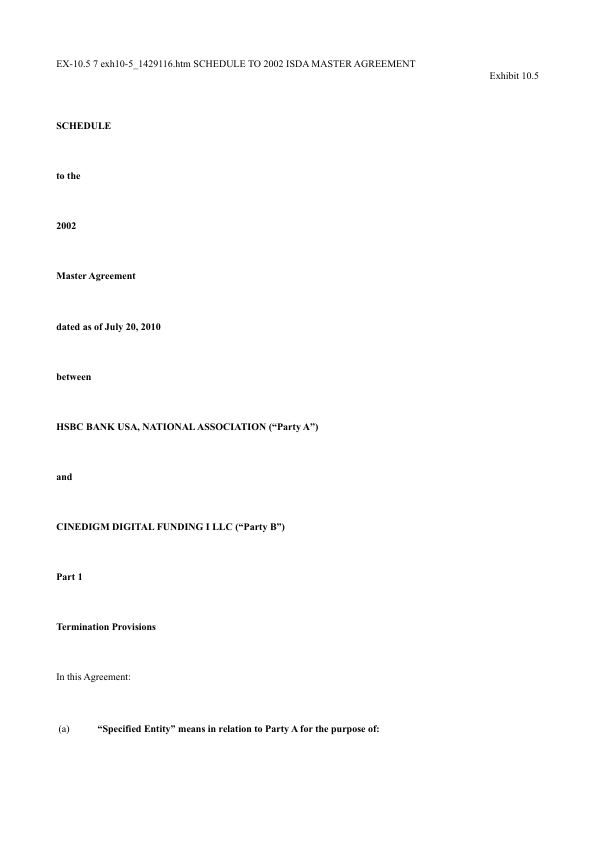 EX-10.5 7 exh10-5_1429116.htm SCHEDULE TO 2002 ISDA MASTER AGREEMENT
Exhibit 10.5
SCHEDULE
to the
2002
Master Agreement
dated as of July 20, 2010
between
HSBC BANK USA, NATIONAL ASSOCIATION (“Party A”)
and
CINEDIGM DIGITAL FUNDING I LLC (“Party B”)
Part 1
Termination Provisions
In this Agreement:
(a) “Specified Entity” means in relation to Party A for the purpose of: